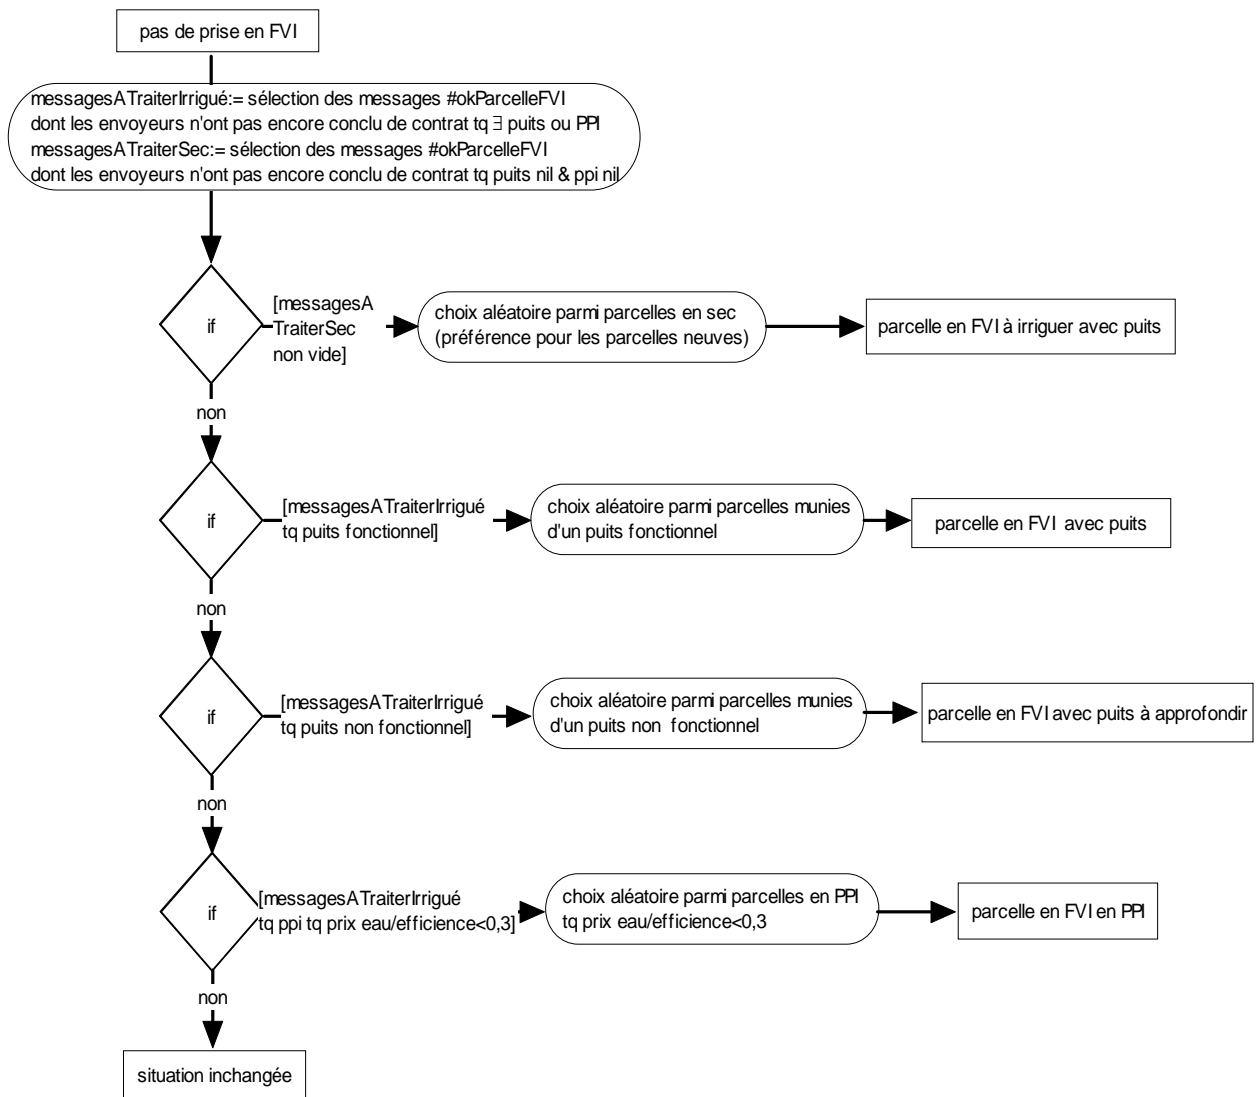 pas de prise en FVI
messagesATraiterIrrigué:= sélection des messages #okParcelleFVI
dont les envoyeurs n'ont pas encore conclu de contrat tq ∃ puits ou PPI
messagesATraiterSec:= sélection des messages #okParcelleFVI
dont les envoyeurs n'ont pas encore conclu de contrat tq puits nil & ppi nil
if
[messagesA
TraiterSec
non vide]
choix aléatoire parmi parcelles en sec
(préférence pour les parcelles neuves)
parcelle en FVI à irriguer avec puits
non
if
[messagesATraiterIrrigué
tq puits fonctionnel]
choix aléatoire parmi parcelles munies
d'un puits fonctionnel
parcelle en FVI avec puits
non
if
[messagesATraiterIrrigué
tq puits non fonctionnel]
choix aléatoire parmi parcelles munies
d'un puits non fonctionnel
parcelle en FVI avec puits à approfondir
non
if
[messagesATraiterIrrigué
tq ppi tq prix eau/efficience<0,3]
choix aléatoire parmi parcelles en PPI
tq prix eau/efficience<0,3
parcelle en FVI en PPI
non
situation inchangée